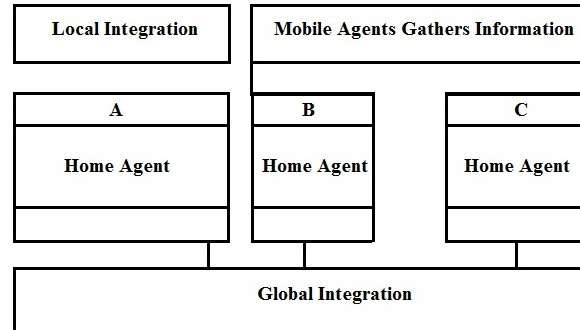 Local Integration
Mobile Agents Gathers Information
A
B
C
Home Agent
Home Agent
Home Agent
Global Integration